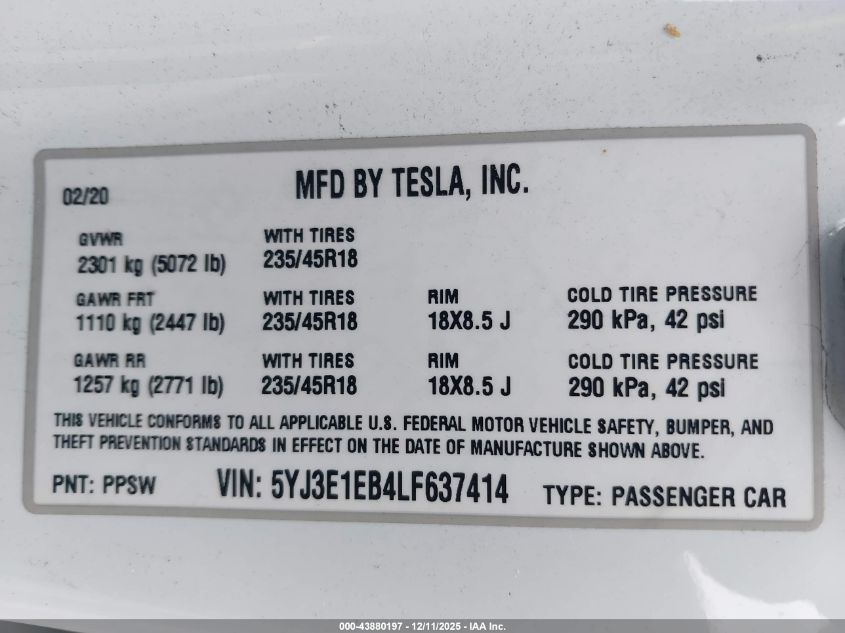 02/20
MFD BY TESLA, INC.
GVWR
2301 kg (5072 lb)
WITH TIRES
235/45R18
GAWR FRT
1110 kg (2447 lb)
WITH TIRES
235/45R18
RIM
18X8.5 J
COLD TIRE PRESSURE
290 kPa, 42 psi
GAWR RR
1257 kg (2771 lb)
WITH TIRES
235/45R18
RIM
18X8.5 J
COLD TIRE PRESSURE
290 kPa, 42 psi
THIS VEHICLE CONFORMS TO ALL APPLICABLE U.S. FEDERAL MOTOR VEHICLE SAFETY, BUMPER, AND
THEFT PREVENTION STANDARDS IN EFFECT ON THE DATE OF MANUFACTURE SHOWN ABOVE.
PNT: PPSW
VIN: 5YJ3E1EB4LF637414
TYPE: PASSENGER CAR
000-43880197 - 12/11/2025 - IAA Inc.